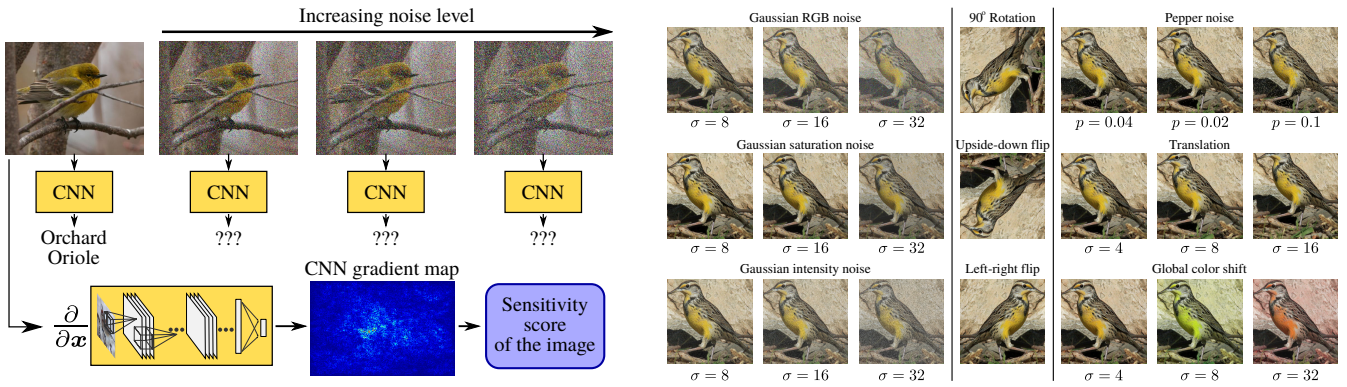 Increasing noise level
CNN
CNN
CNN
CNN
Orchard
Oriole
???
???
???
CNN gradient map
∂
∂x
Sensitivity
score
of the image
Gaussian RGB noise
σ = 8
σ = 16
σ = 32
90° Rotation
Pepper noise
p = 0.04
p = 0.02
p = 0.1
Gaussian saturation noise
σ = 8
σ = 16
σ = 32
Upside-down flip
Translation
σ = 4
σ = 8
σ = 16
Gaussian intensity noise
σ = 8
σ = 16
σ = 32
Left-right flip
Global color shift
σ = 4
σ = 8
σ = 32